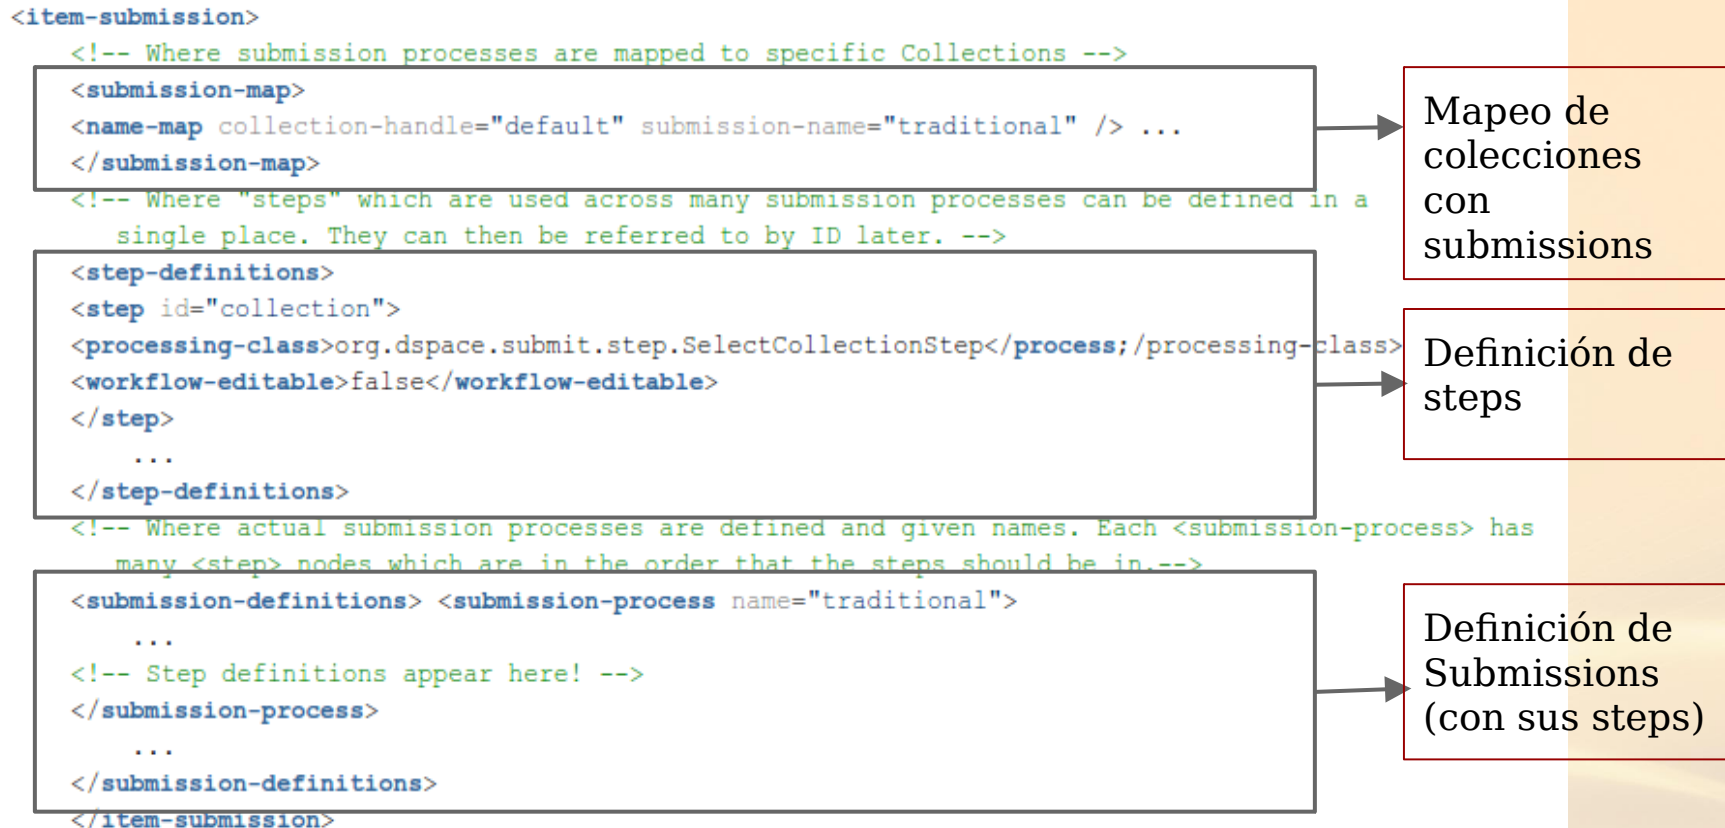 <item-submission>
<!-- Where submission processes are mapped to specific Collections -->
<submission-map>
<name-map collection-handle="default" submission-name="traditional" /> ...
</submission-map>
<!-- Where "steps" which are used across many submission processes can be defined in a
single place. They can then be referred to by ID later. -->
<step-definitions>
<step id="collection">
<processing-class>org.dspace.submit.step.SelectCollectionStep</process;/processing-class>
<workflow-editable>false</workflow-editable>
</step>
...
</step-definitions>
<!-- Where actual submission processes are defined and given names. Each <submission-process> has
many <step> nodes which are in the order that the steps should be in.-->
<submission-definitions> <submission-process name="traditional">
...
<!-- Step definitions appear here! -->
</submission-process>
...
</submission-definitions>
</item-submission>
Mapeo de
colecciones
con
submissions
Definición de
steps
Definición de
Submissions
(con sus steps)